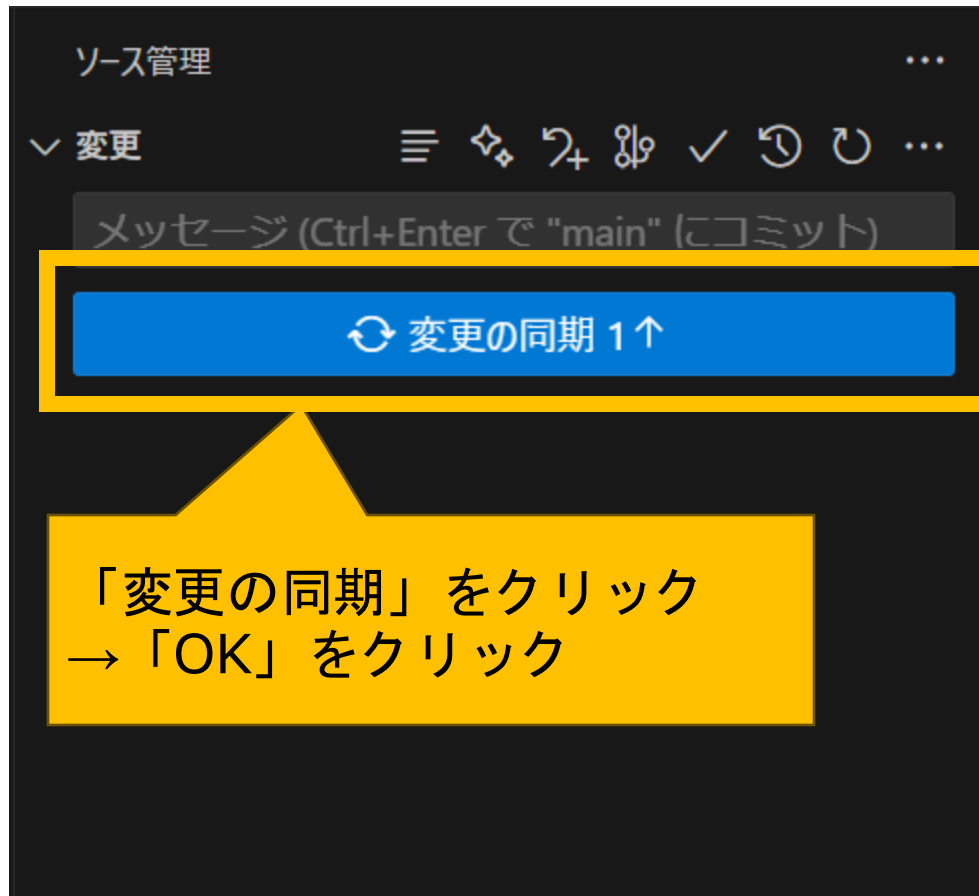 ソース管理
変更
メッセージ (Ctrl+Enter で "main" にコミット)
変更の同期 1↑
「変更の同期」をクリック
→「OK」をクリック